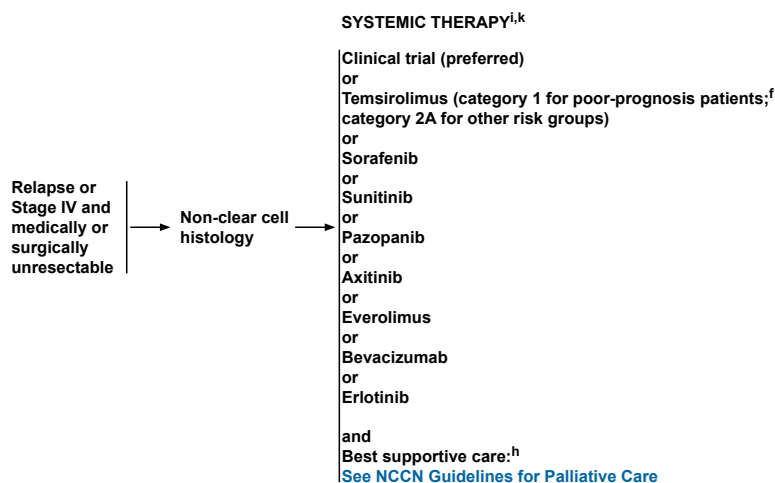 SYSTEMIC THERAPYi,k
Clinical trial (preferred)
or
Temsirolimus (category 1 for poor-prognosis patients;f
category 2A for other risk groups)
or
Sorafenib
or
Sunitinib
or
Pazopanib
or
Axitinib
or
Everolimus
or
Bevacizumab
or
Erlotinib
and
Best supportive care:h
See NCCN Guidelines for Palliative Care
Relapse or
Stage IV and
medically or
surgically
unresectable
Non-clear cell
histology